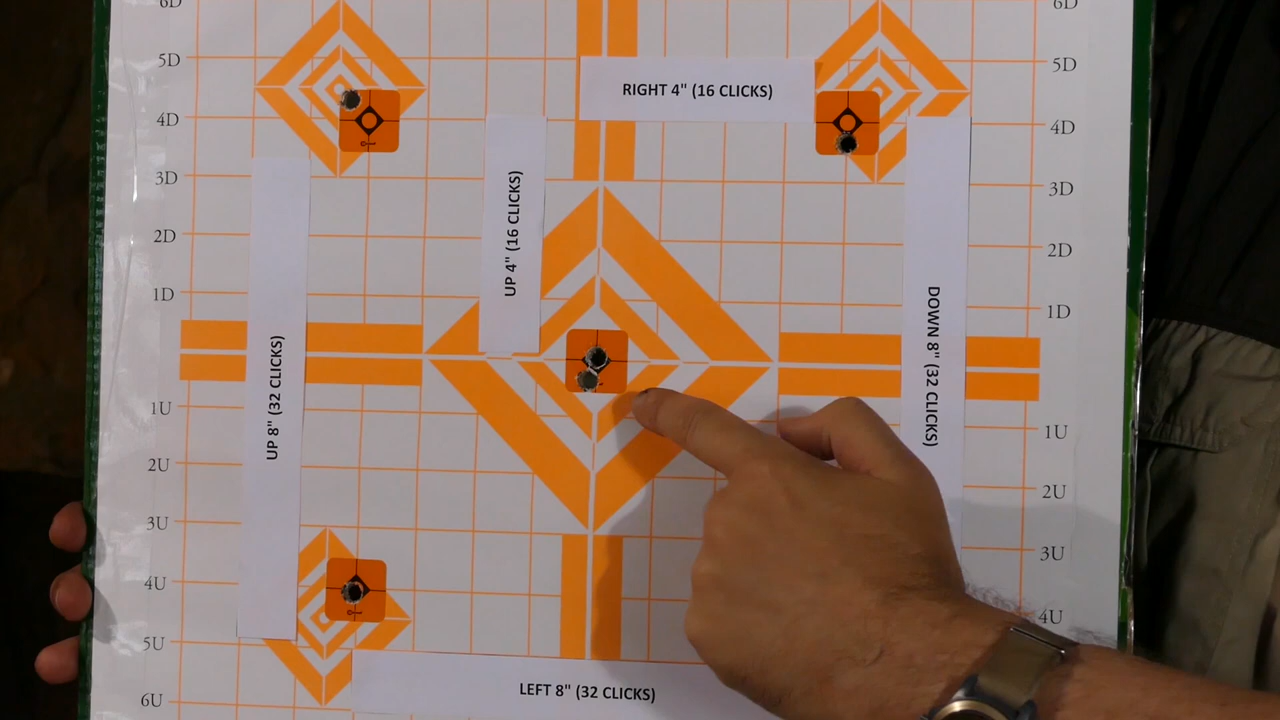 6D
6D
5D
RIGHT 4" (16 CLICKS)
5D
4D
4D
3D
3D
UP 4" (16 CLICKS)
2D
2D
1D
1D
UP 8" (32 CLICKS)
DOWN 8" (32 CLICKS)
1U
1U
2U
2U
3U
3U
4U
4U
5U
LEFT 8" (32 CLICKS)
6U